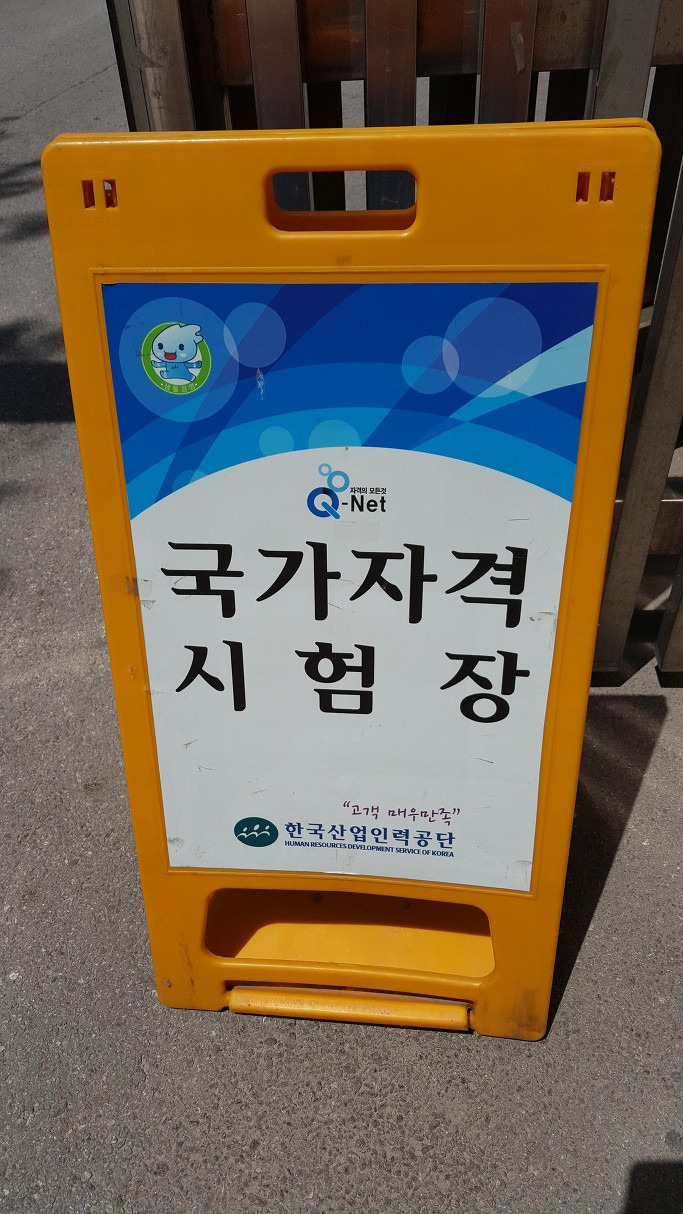 자격의 모든것
Q-Net
국가자격
시험장
"고객 매우만족"
한국산업인력공단
HUMAN RESOURCES DEVELOPMENT SERVICE OF KOREA